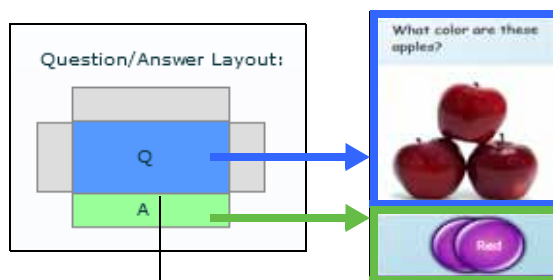 Question/Answer Layout:
Q
A
What color are these
apples?
Red